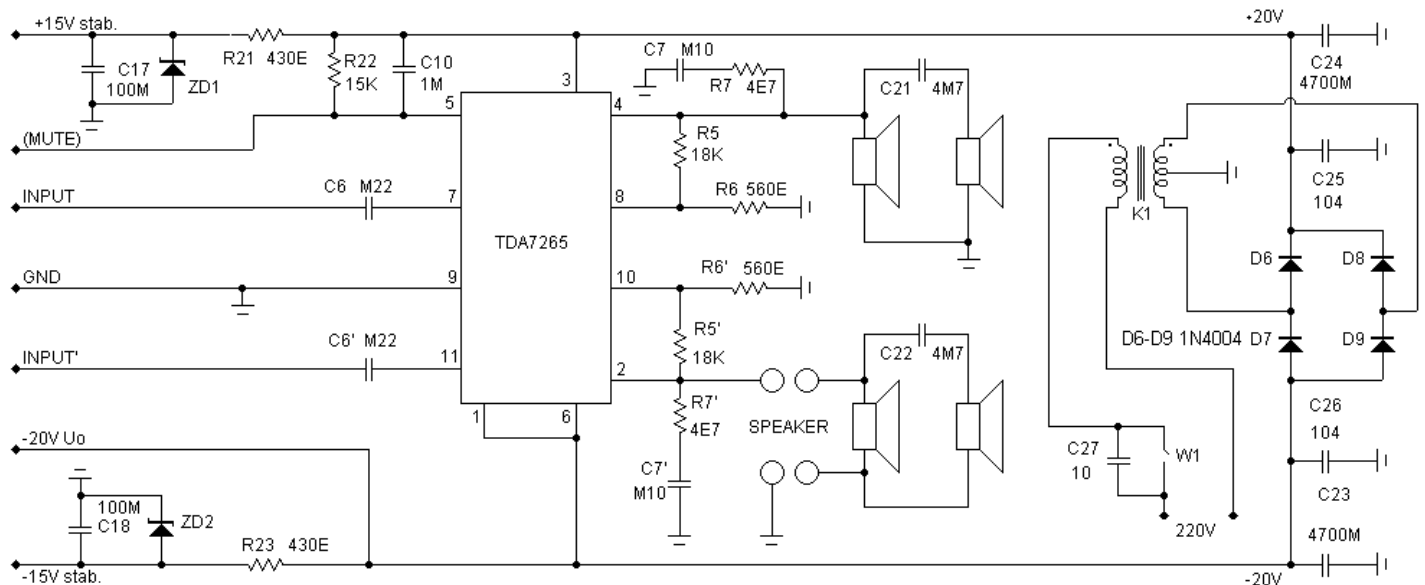 +15V stab.
+20V
C17
100M
ZD1
R21 430E
R22
15K
C10
1M
C7 M10
R7 4E7
C21 4M7
C24
4700M
3
5
4
(MUTE)
R5
18K
C25
104
INPUT
C6 M22
7
8
R6 560E
K1
TDA7265
D6
D8
GND
9
10
R6' 560E
INPUT'
C6' M22
11
2
R5'
18K
C22 4M7
D6-D9 1N4004 D7
D9
1
6
R7'
4E7
SPEAKER
C26
104
-20V Uo
C27
10
W1
C7'
M10
C23
100M
C18
ZD2
R23 430E
220V
4700M
-15V stab.
-20V